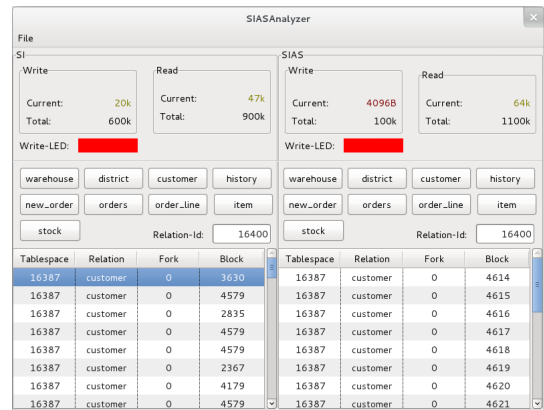 SIASAnalyzer
File
SI
Write
Current: 20k
Total: 600k
Read
Current: 47k
Total: 900k
Write-LED:
warehouse district customer history
new_order orders order_line item
stock Relation-Id: 16400
Tablespace Relation Fork Block
16387 customer 0 3630
16387 customer 0 4579
16387 customer 0 2835
16387 customer 0 4579
16387 customer 0 4579
16387 customer 0 2367
16387 customer 0 4179
16387 customer 0 4579
SIAS
Write
Current: 4096B
Total: 100k
Read
Current: 64k
Total: 1100k
Write-LED:
warehouse district customer history
new_order orders order_line item
stock Relation-Id: 16400
Tablespace Relation Fork Block
16387 customer 0 4614
16387 customer 0 4615
16387 customer 0 4616
16387 customer 0 4617
16387 customer 0 4618
16387 customer 0 4619
16387 customer 0 4620
16387 customer 0 4621